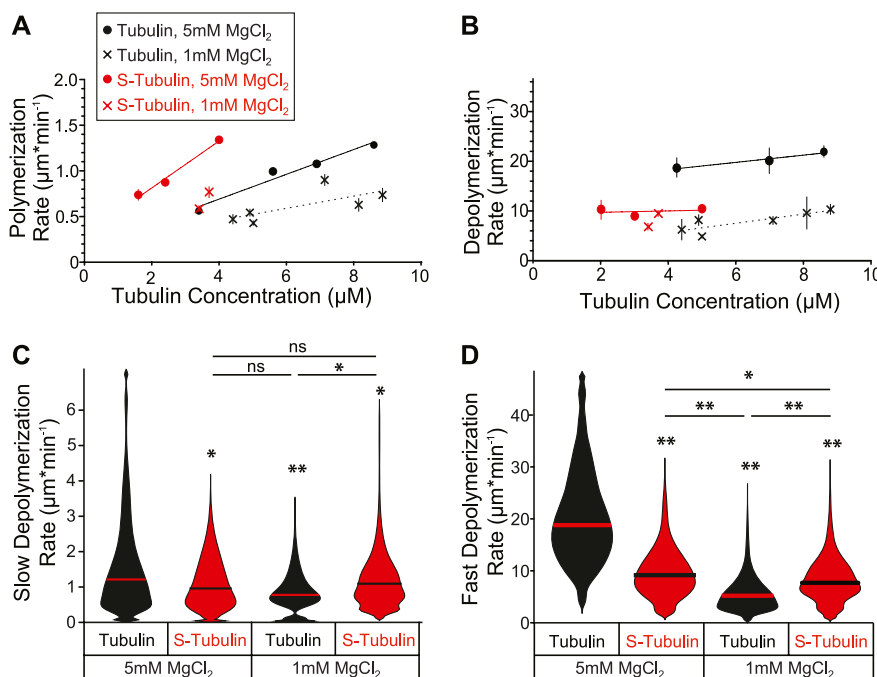 A
● Tubulin, 5mM MgCl₂
× Tubulin, 1mM MgCl₂
● S-Tubulin, 5mM MgCl₂
× S-Tubulin, 1mM MgCl₂
Polymerization
Rate (µm*min⁻¹)
2.0
1.5
1.0
0.5
0
0 2 4 6 8 10
Tubulin Concentration (µM)
B
Depolymerization
Rate (µm*min⁻¹)
30
20
10
0
0 2 4 6 8 10
Tubulin Concentration (µM)
C
Slow Depolymerization
Rate (µm*min⁻¹)
6
5
4
3
2
1
0
ns
ns *
* ** *
Tubulin S-Tubulin Tubulin S-Tubulin
5mM MgCl₂ 1mM MgCl₂
D
Fast Depolymerization
Rate (µm*min⁻¹)
40
30
20
10
0
*
** **
** ** **
Tubulin S-Tubulin Tubulin S-Tubulin
5mM MgCl₂ 1mM MgCl₂